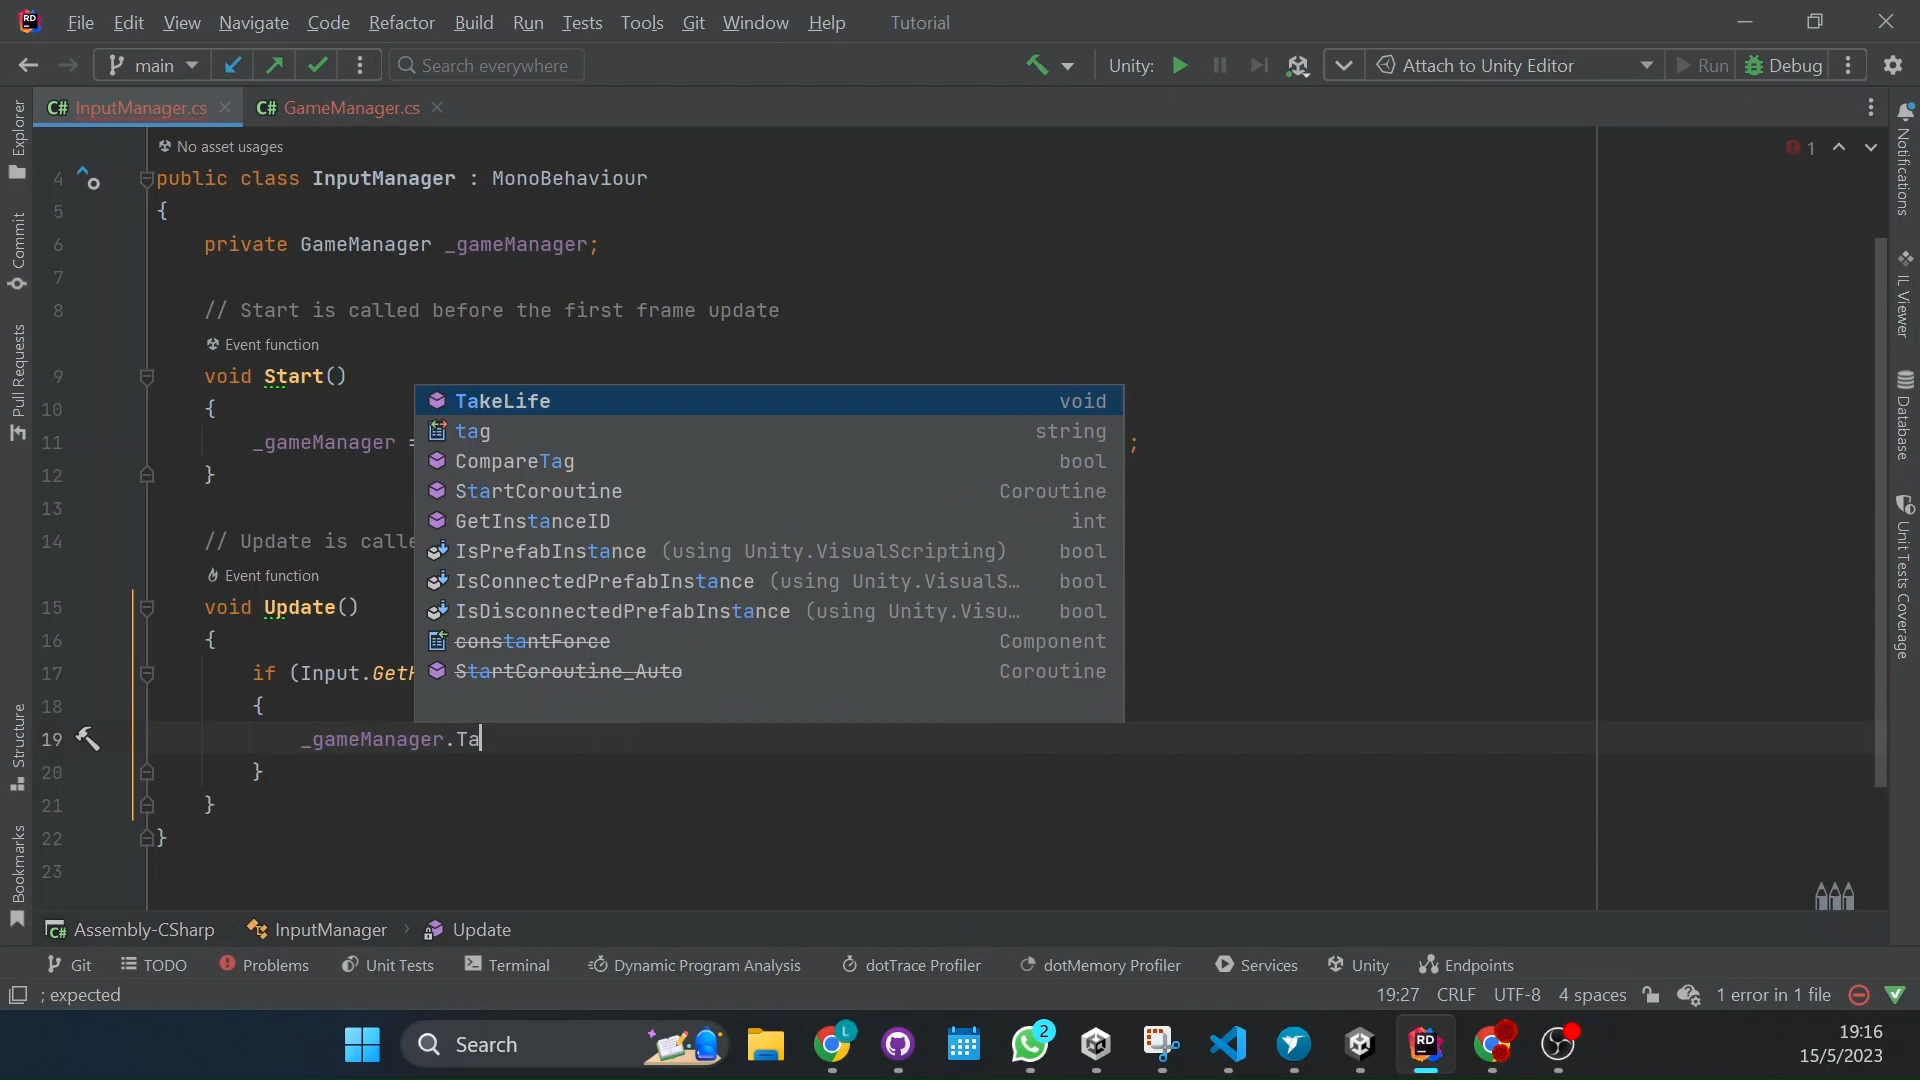 RD File Edit View Navigate Code Refactor Build Run Tests Tools Git Window Help Tutorial
main Search everywhere Unity: Attach to Unity Editor Run Debug
C# InputManager.cs C# GameManager.cs
No asset usages
1
4 public class InputManager : MonoBehaviour
5 {
6 private GameManager _gameManager;
7
8 // Start is called before the first frame update
Event function
9 void Start()
10 {
11 _gameManager = ;
12 }
13
14 // Update is calle
Event function
15 void Update()
16 {
17 if (Input.Get
18 {
19 _gameManager.Ta
20 }
21 }
22 }
23
TakeLife void
tag string
CompareTag bool
StartCoroutine Coroutine
GetInstanceID int
IsPrefabInstance (using Unity.VisualScripting) bool
IsConnectedPrefabInstance (using Unity.VisualS… bool
IsDisconnectedPrefabInstance (using Unity.Visu… bool
constantForce Component
StartCoroutine_Auto Coroutine
Explorer
Commit
Pull Requests
Structure
Bookmarks
Notifications
IL Viewer
Database
Unit Tests Coverage
Assembly-CSharp InputManager Update
Git TODO Problems Unit Tests Terminal Dynamic Program Analysis dotTrace Profiler dotMemory Profiler Services Unity Endpoints
; expected 19:27 CRLF UTF-8 4 spaces 1 error in 1 file
Search L 2 RD
19:16
15/5/2023